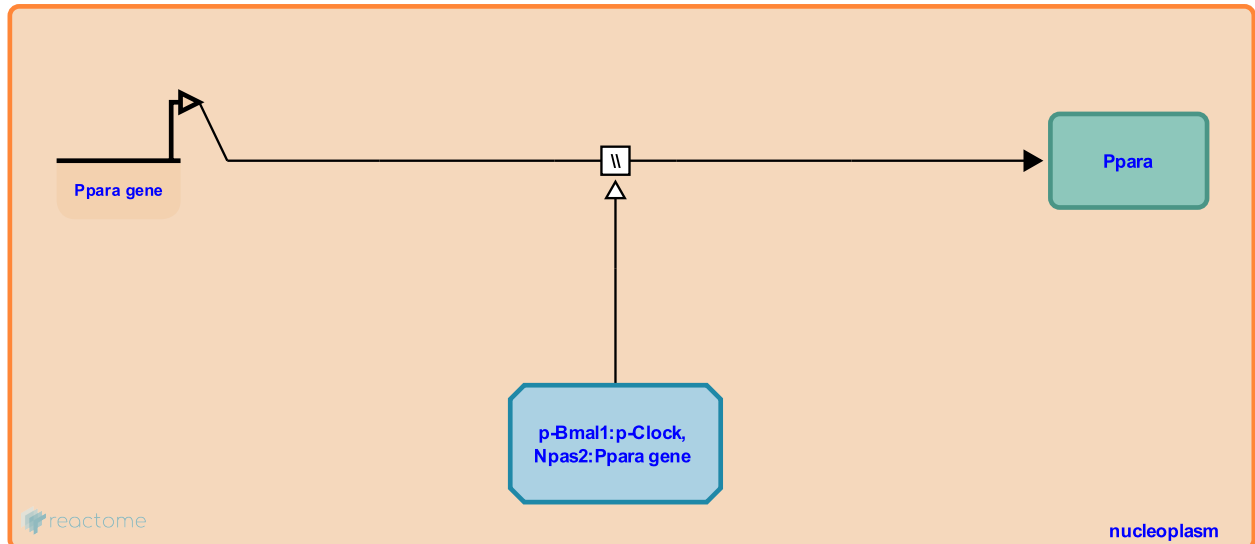 Ppara gene
\\
Ppara
p-Bmal1:p-Clock,
Npas2:Ppara gene
reactome
nucleoplasm